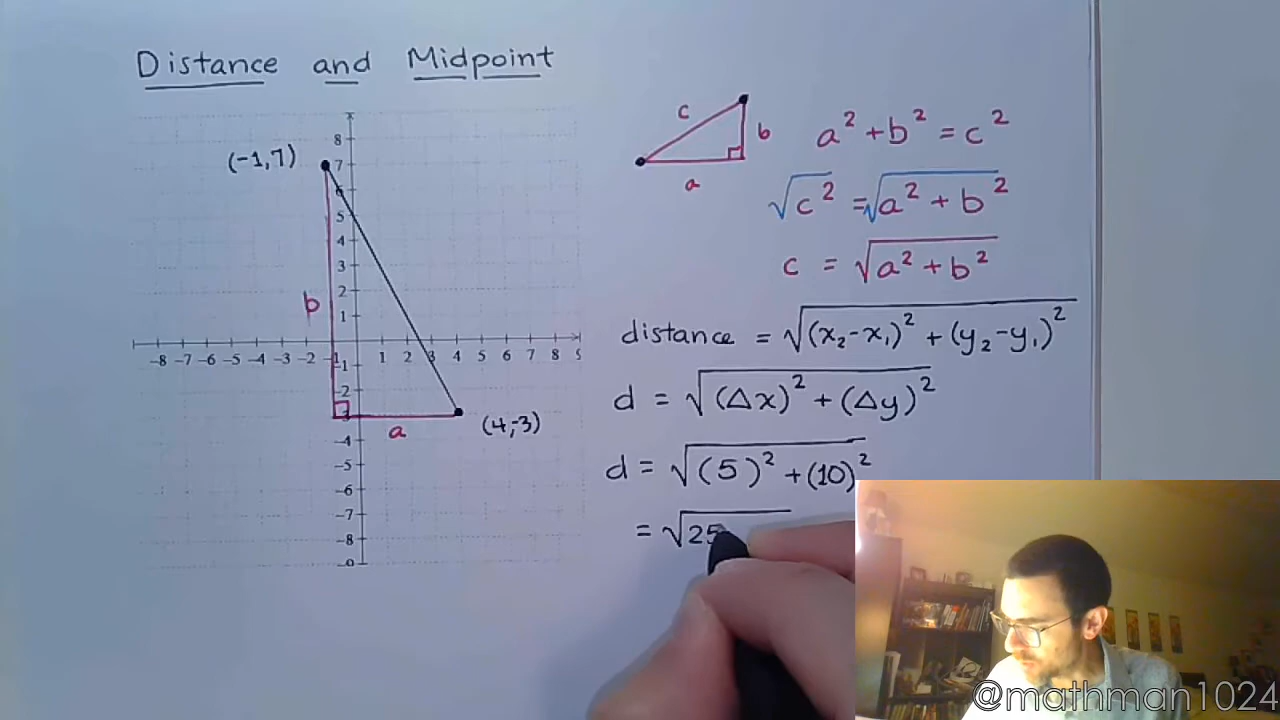 Distance and Midpoint
(-1,7)
8
7
6
5
4
3
2
1
b
-8 -7 -6 -5 -4 -3 -2 -1 1 2 3 4 5 6 7 8 9
-1
-2
-3
-4
-5
-6
-7
-8
-9
a
(4,-3)
c
b
a
a² + b² = c²
√c² = √a² + b²
c = √a² + b²
distance = √(x₂-x₁)² + (y₂-y₁)²
d = √(Δx)² + (Δy)²
d = √(5)² + (10)²
= √25
@mathman1024